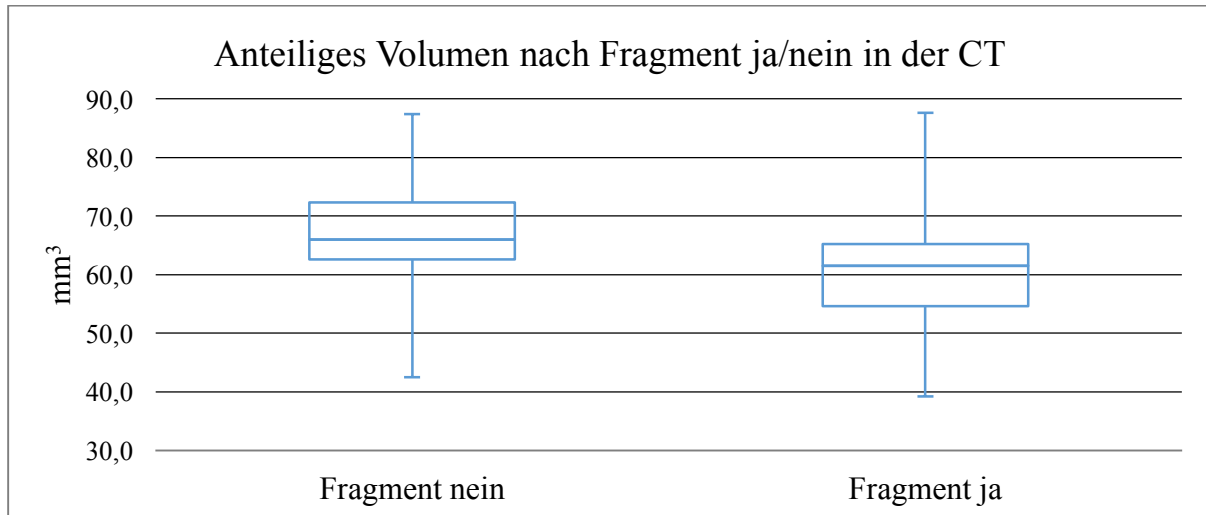 Anteiliges Volumen nach Fragment ja/nein in der CT
90,0
80,0
70,0
60,0
50,0
40,0
30,0
mm³
Fragment nein
Fragment ja